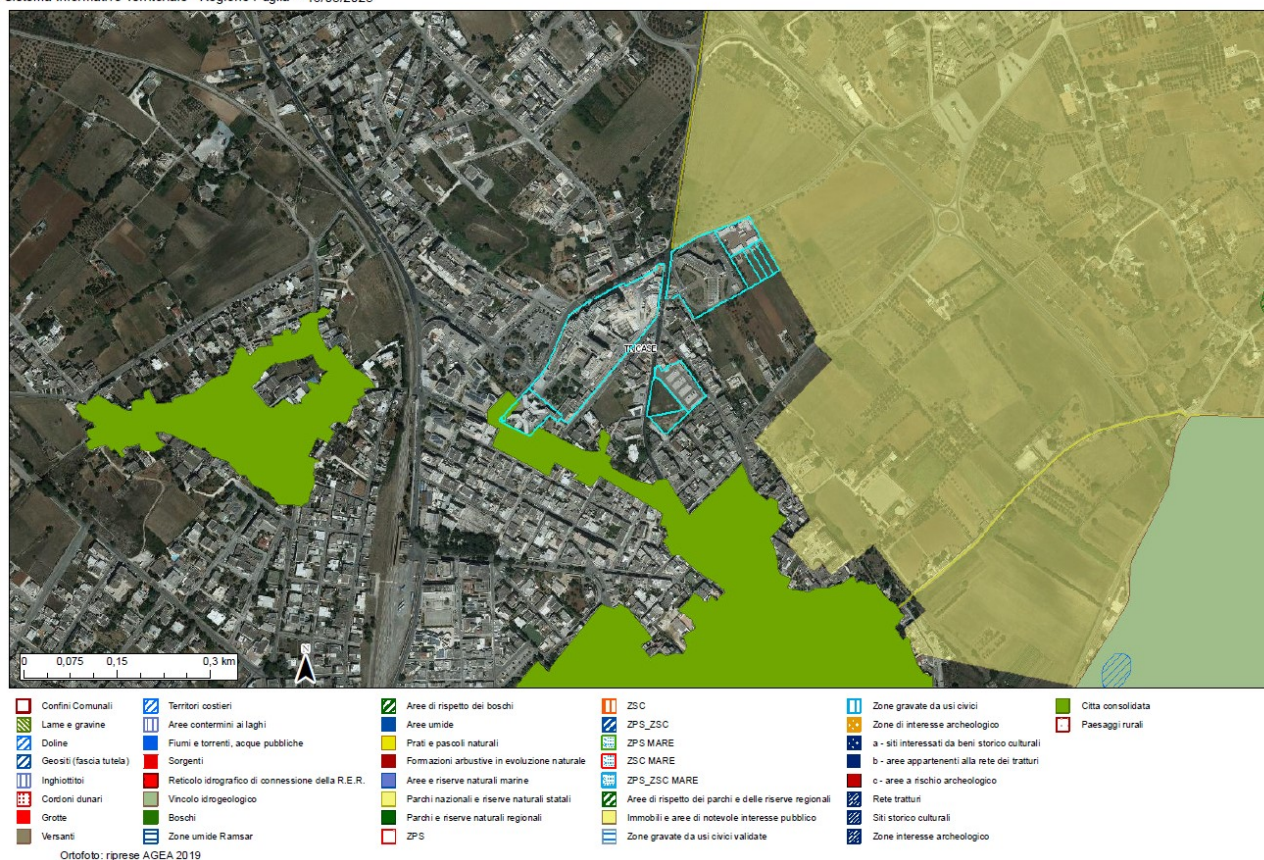 Sistema Informativo Territoriale - Regione Puglia
TRICASE
0 0,075 0,15 0,3 km
N
Confini Comunali
Lame e gravine
Doline
Geositi (fascia tutela)
Inghiottitoi
Cordoni dunari
Grotte
Versanti
Territori costieri
Aree contermini ai laghi
Fiumi e torrenti, acque pubbliche
Sorgenti
Reticolo idrografico di connessione della R.E.R.
Vincolo idrogeologico
Boschi
Zone umide Ramsar
Aree di rispetto dei boschi
Aree umide
Prati e pascoli naturali
Formazioni arbustive in evoluzione naturale
Aree e riserve naturali marine
Parchi nazionali e riserve naturali statali
Parchi e riserve naturali regionali
ZPS
ZSC
ZPS_ZSC
ZPS MARE
ZSC MARE
ZPS_ZSC MARE
Aree di rispetto dei parchi e delle riserve regionali
Immobili e aree di notevole interesse pubblico
Zone gravate da usi civici validate
Zone gravate da usi civici
Zone di interesse archeologico
a - siti interessati da beni storico culturali
b - aree appartenenti alla rete dei tratturi
c - aree a rischio archeologico
Rete tratturi
Siti storico culturali
Zone interesse archeologico
Citta consolidata
Paesaggi rurali
Ortofoto: riprese AGEA 2019